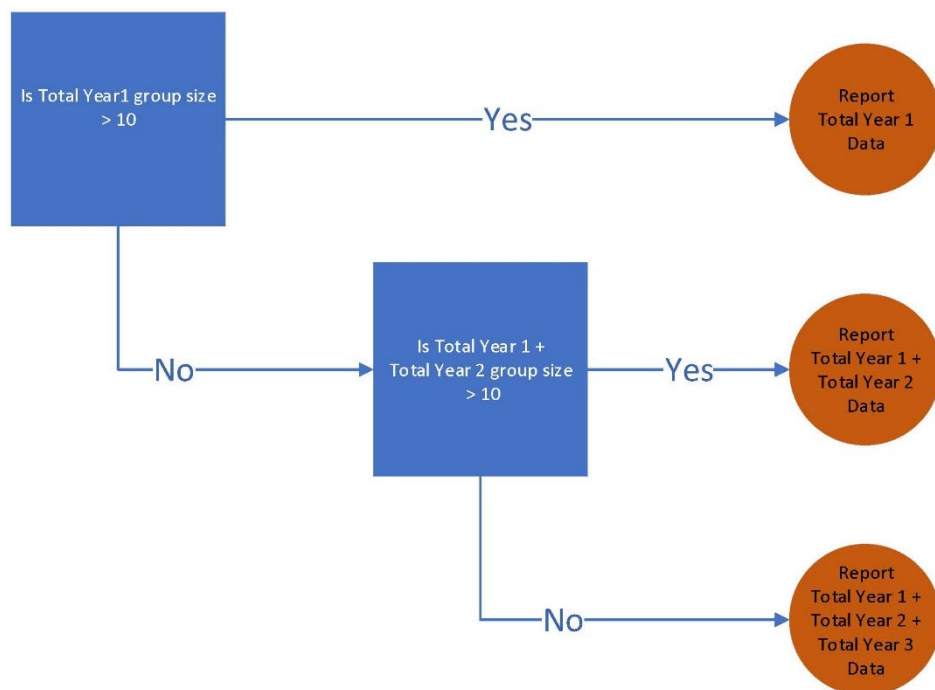 Is Total Year1 group size
> 10
Yes
Report
Total Year 1
Data
No
Is Total Year 1 +
Total Year 2 group size
> 10
Yes
Report
Total Year 1 +
Total Year 2
Data
No
Report
Total Year 1 +
Total Year 2 +
Total Year 3
Data